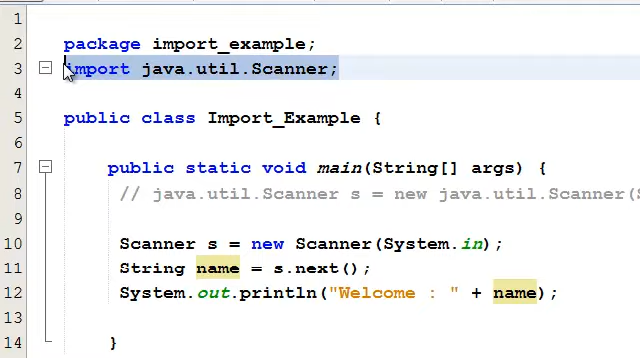 1
2 package import_example;
3 import java.util.Scanner;
4
5 public class Import_Example {
6
7 public static void main(String[] args) {
8 // java.util.Scanner s = new java.util.Scanner(
9
10 Scanner s = new Scanner(System.in);
11 String name = s.next();
12 System.out.println("Welcome : " + name);
13
14 }